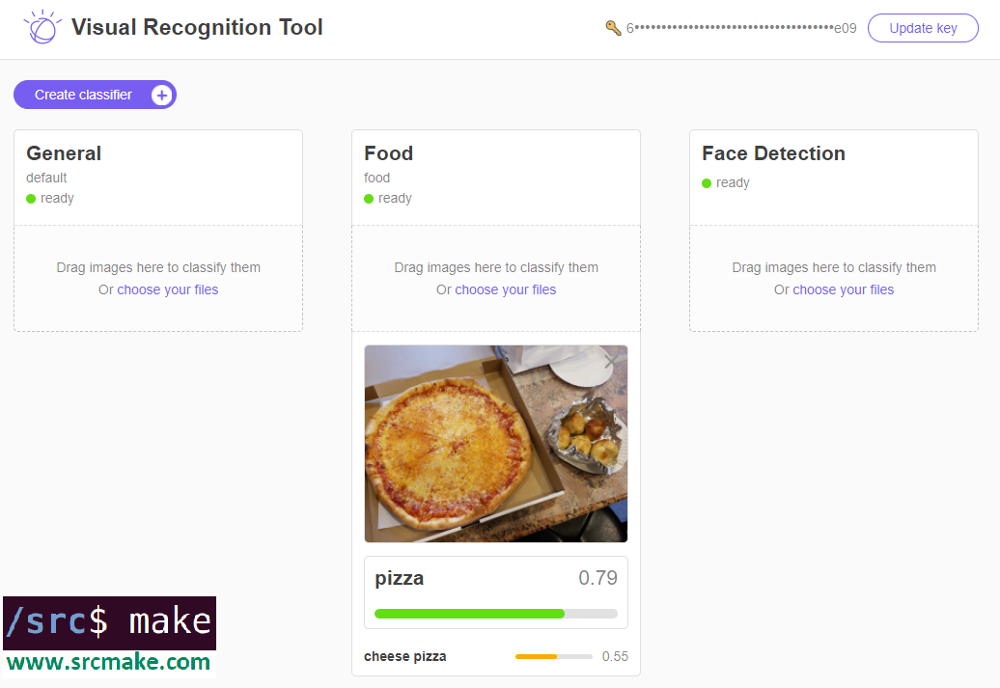 Visual Recognition Tool
6•••••••••••••••••••••••••••••••••••••e09
Update key
Create classifier
General
default
ready
Drag images here to classify them
Or choose your files
Food
food
ready
Drag images here to classify them
Or choose your files
pizza 0.79
cheese pizza 0.55
Face Detection
ready
Drag images here to classify them
Or choose your files
/src$ make
www.srcmake.com